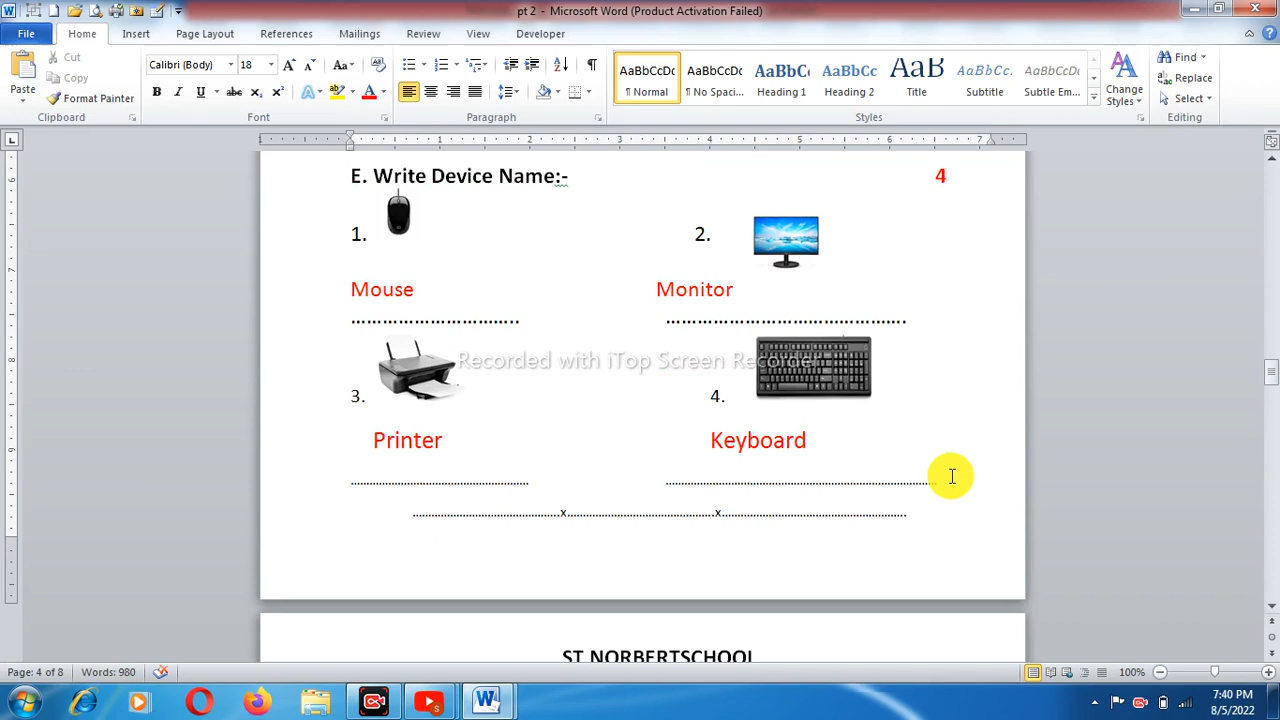 pt 2 - Microsoft Word (Product Activation Failed)
File Home Insert Page Layout References Mailings Review View Developer
Cut
Copy
Format Painter
Paste
Calibri (Body) 18
AaBbCcDc
¶ Normal
AaBbCcDc
¶ No Spaci...
AaBbCc
Heading 1
AaBbCc
Heading 2
AaB
Title
AaBbCc.
Subtitle
AaBbCcDc
Subtle Em...
Change Styles
Find
Replace
Select
Clipboard Font Paragraph Styles Editing
E. Write Device Name:- 4
1. 2.
Mouse Monitor
……………………….. ………………………………….
Recorded with iTop Screen Recorder
3. 4.
Printer Keyboard
......................................................... .......................................................................................
................................................x................................................x............................................................
ST NORBERTSCHOOL
Page: 4 of 8 Words: 980 100%
7:40 PM
8/5/2022